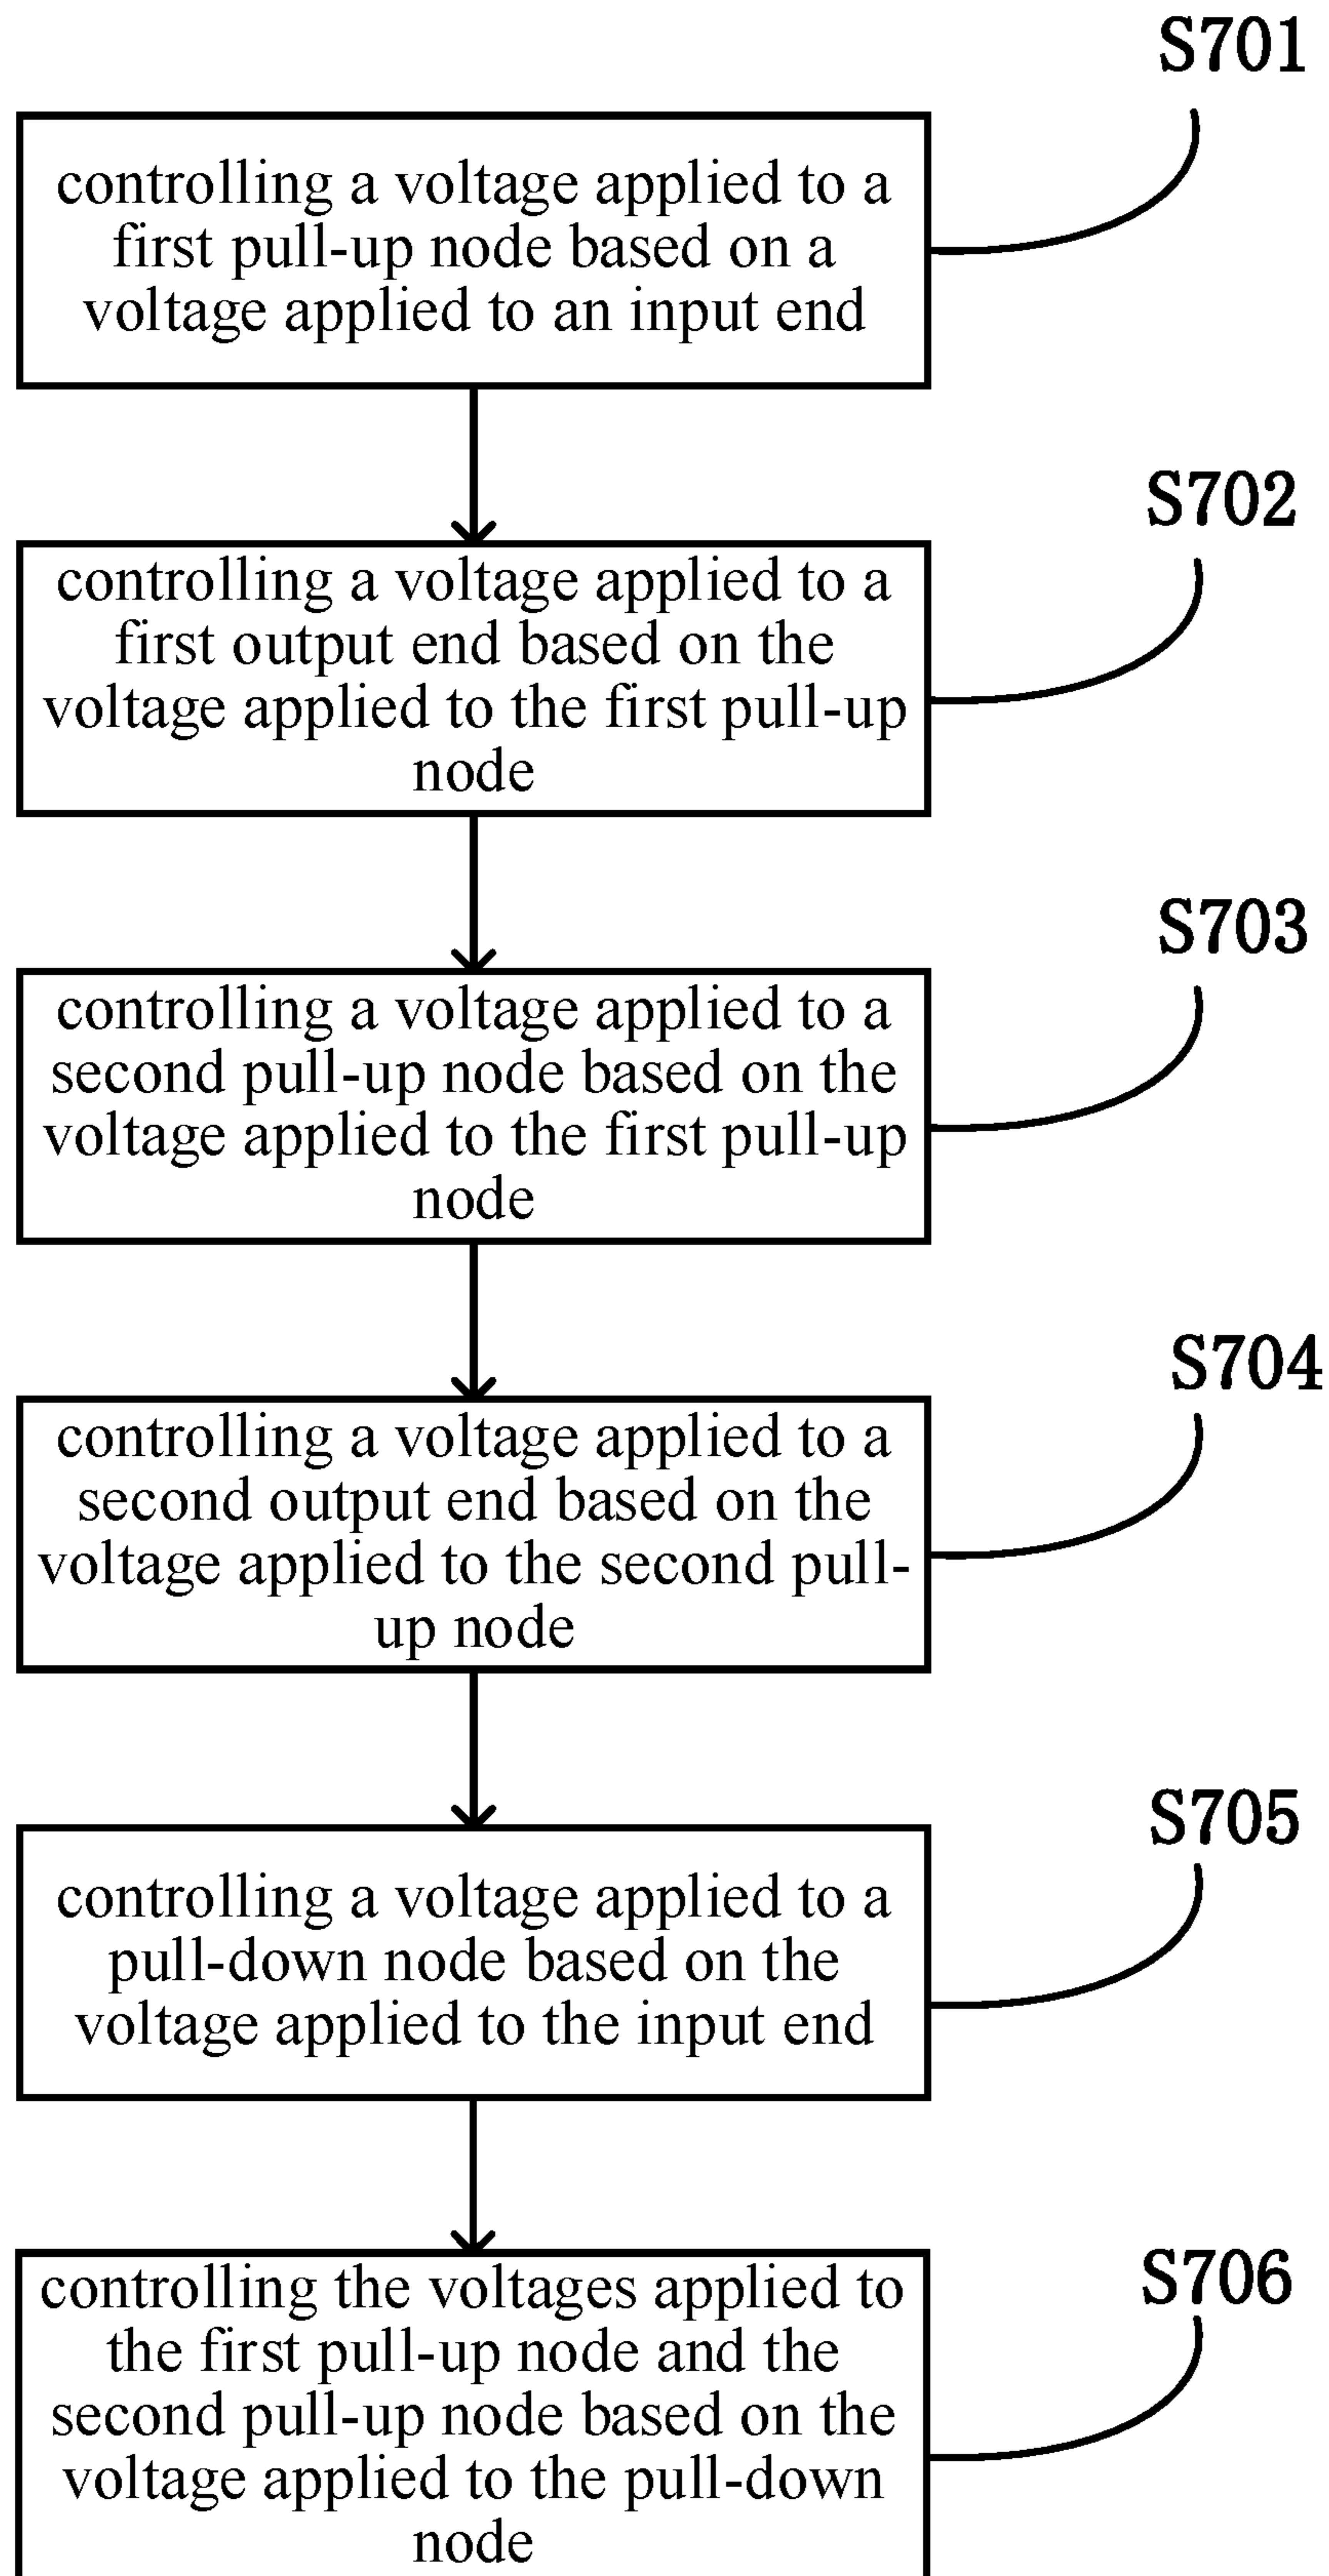 S701
controlling a voltage applied to a
first pull-up node based on a
voltage applied to an input end
S702
controlling a voltage applied to a
first output end based on the
voltage applied to the first pull-up
node
S703
controlling a voltage applied to a
second pull-up node based on the
voltage applied to the first pull-up
node
S704
controlling a voltage applied to a
second output end based on the
voltage applied to the second pull-
up node
S705
controlling a voltage applied to a
pull-down node based on the
voltage applied to the input end
S706
controlling the voltages applied to
the first pull-up node and the
second pull-up node based on the
voltage applied to the pull-down
node